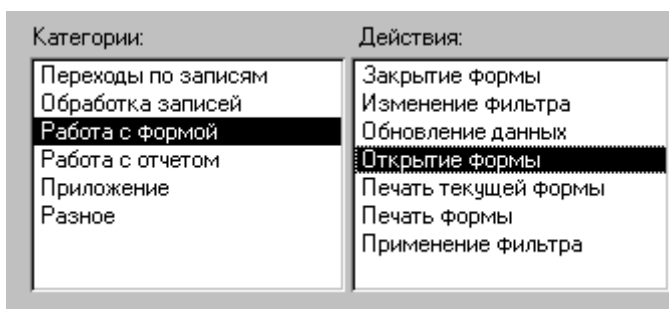 Категории:
Переходы по записям
Обработка записей
Работа с формой
Работа с отчетом
Приложение
Разное
Действия:
Закрытие формы
Изменение фильтра
Обновление данных
Открытие формы
Печать текущей формы
Печать формы
Применение фильтра